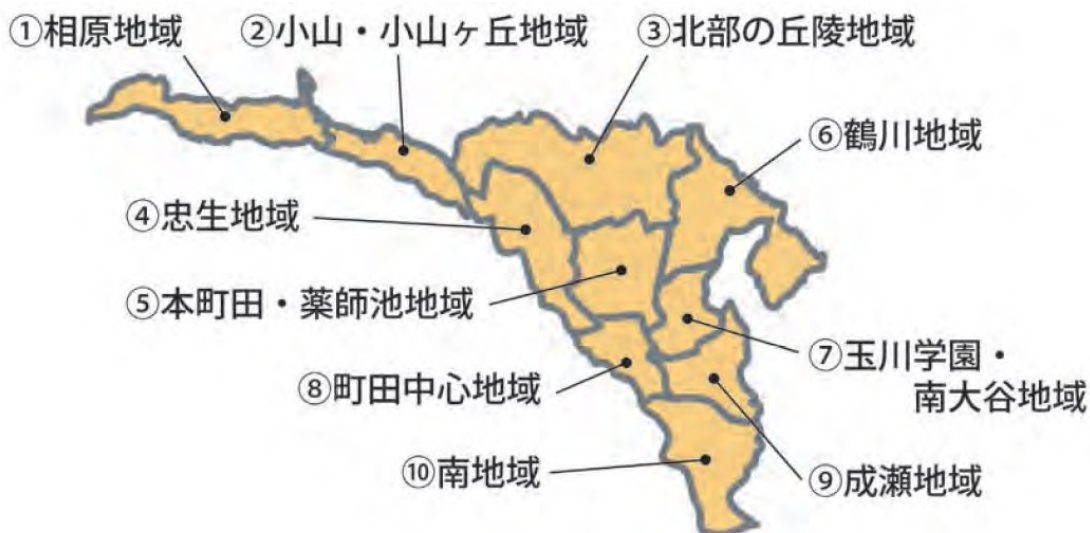 ①相原地域
②小山・小山ヶ丘地域
③北部の丘陵地域
⑥鶴川地域
④忠生地域
⑤本町田・薬師池地域
⑦玉川学園・
南大谷地域
⑧町田中心地域
⑩南地域
⑨成瀬地域